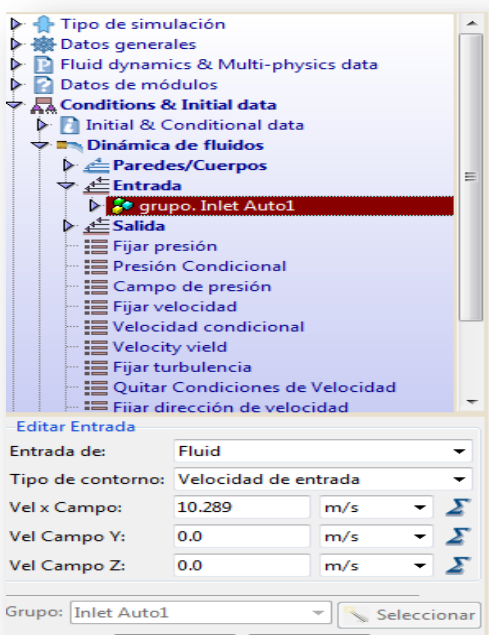 Tipo de simulación
Datos generales
Fluid dynamics & Multi-physics data
Datos de módulos
Conditions & Initial data
Initial & Conditional data
Dinámica de fluidos
Paredes/Cuerpos
Entrada
grupo. Inlet Auto1
Salida
Fijar presión
Presión Condicional
Campo de presión
Fijar velocidad
Velocidad condicional
Velocity vield
Fijar turbulencia
Quitar Condiciones de Velocidad
Fijar dirección de velocidad
Editar Entrada
Entrada de: Fluid
Tipo de contorno: Velocidad de entrada
Vel x Campo: 10.289 m/s Σ
Vel Campo Y: 0.0 m/s Σ
Vel Campo Z: 0.0 m/s Σ
Grupo: Inlet Auto1 Seleccionar